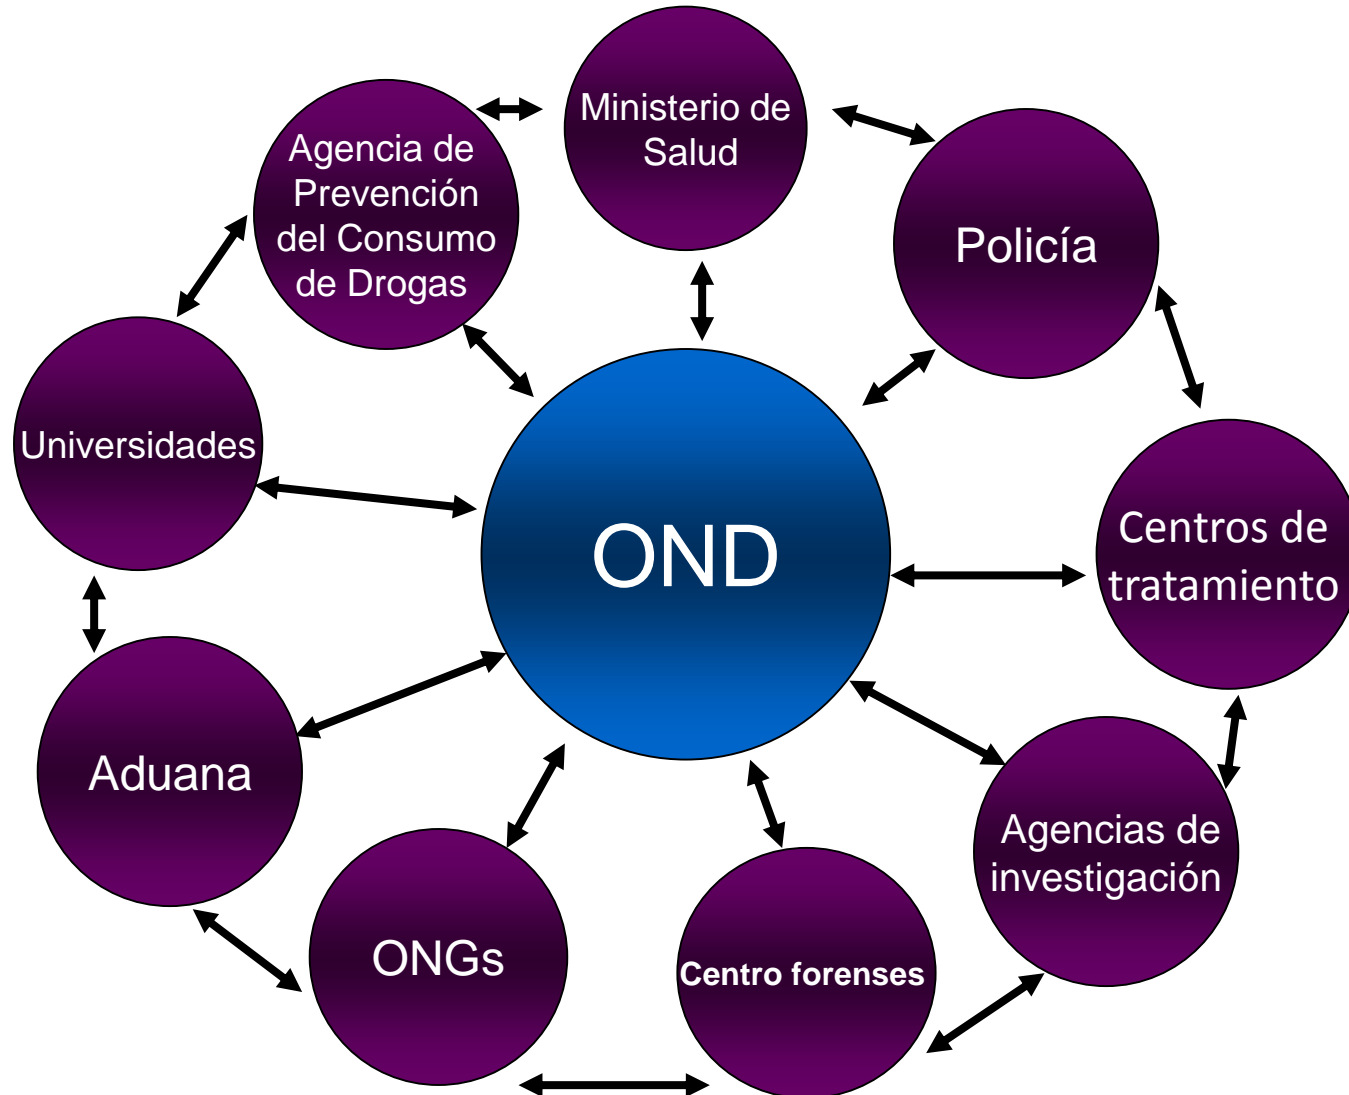 Ministerio de
Salud
Agencia de
Prevención
del Consumo
de Drogas
Policía
Universidades
OND
Centros de
tratamiento
Aduana
Agencias de
investigación
ONGs
Centro forenses